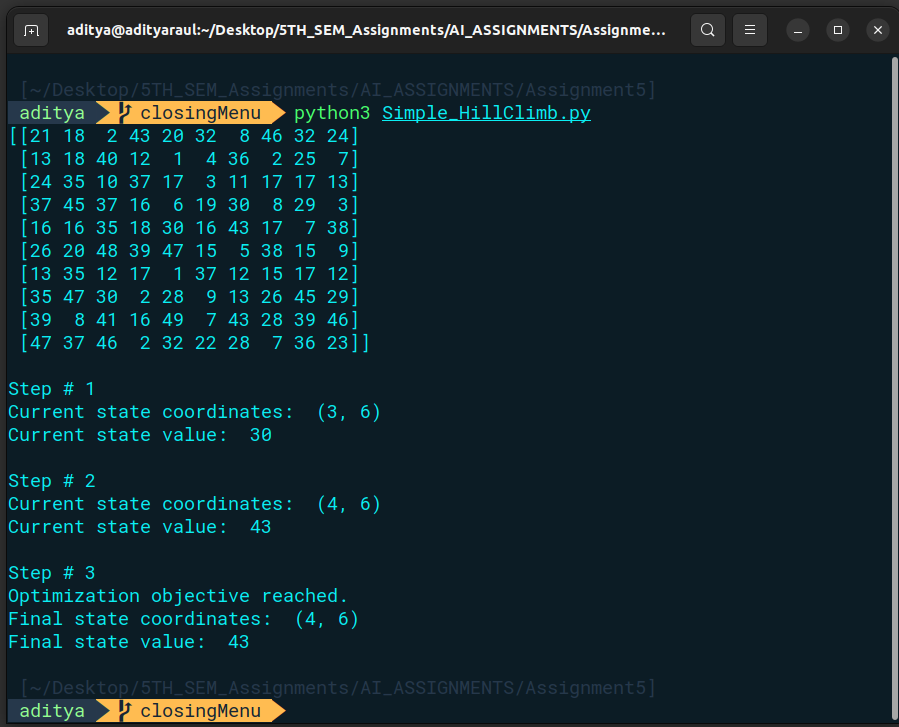 aditya@adityaraul:~/Desktop/5TH_SEM_Assignments/AI_ASSIGNMENTS/Assignme...
[~/Desktop/5TH_SEM_Assignments/AI_ASSIGNMENTS/Assignment5]
aditya closingMenu python3 Simple_HillClimb.py
[[21 18  2 43 20 32  8 46 32 24]
 [13 18 40 12  1  4 36  2 25  7]
 [24 35 10 37 17  3 11 17 17 13]
 [37 45 37 16  6 19 30  8 29  3]
 [16 16 35 18 30 16 43 17  7 38]
 [26 20 48 39 47 15  5 38 15  9]
 [13 35 12 17  1 37 12 15 17 12]
 [35 47 30  2 28  9 13 26 45 29]
 [39  8 41 16 49  7 43 28 39 46]
 [47 37 46  2 32 22 28  7 36 23]]
Step # 1
Current state coordinates:  (3, 6)
Current state value:  30
Step # 2
Current state coordinates:  (4, 6)
Current state value:  43
Step # 3
Optimization objective reached.
Final state coordinates:  (4, 6)
Final state value:  43
[~/Desktop/5TH_SEM_Assignments/AI_ASSIGNMENTS/Assignment5]
aditya closingMenu